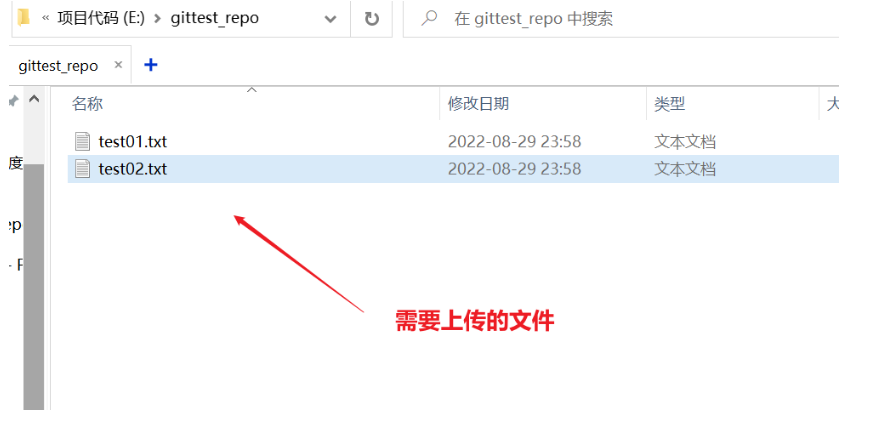 « 项目代码 (E:) > gittest_repo
在 gittest_repo 中搜索
gittest_repo × +
名称 修改日期 类型 大
test01.txt 2022-08-29 23:58 文本文档
度
test02.txt 2022-08-29 23:58 文本文档
ep
需要上传的文件